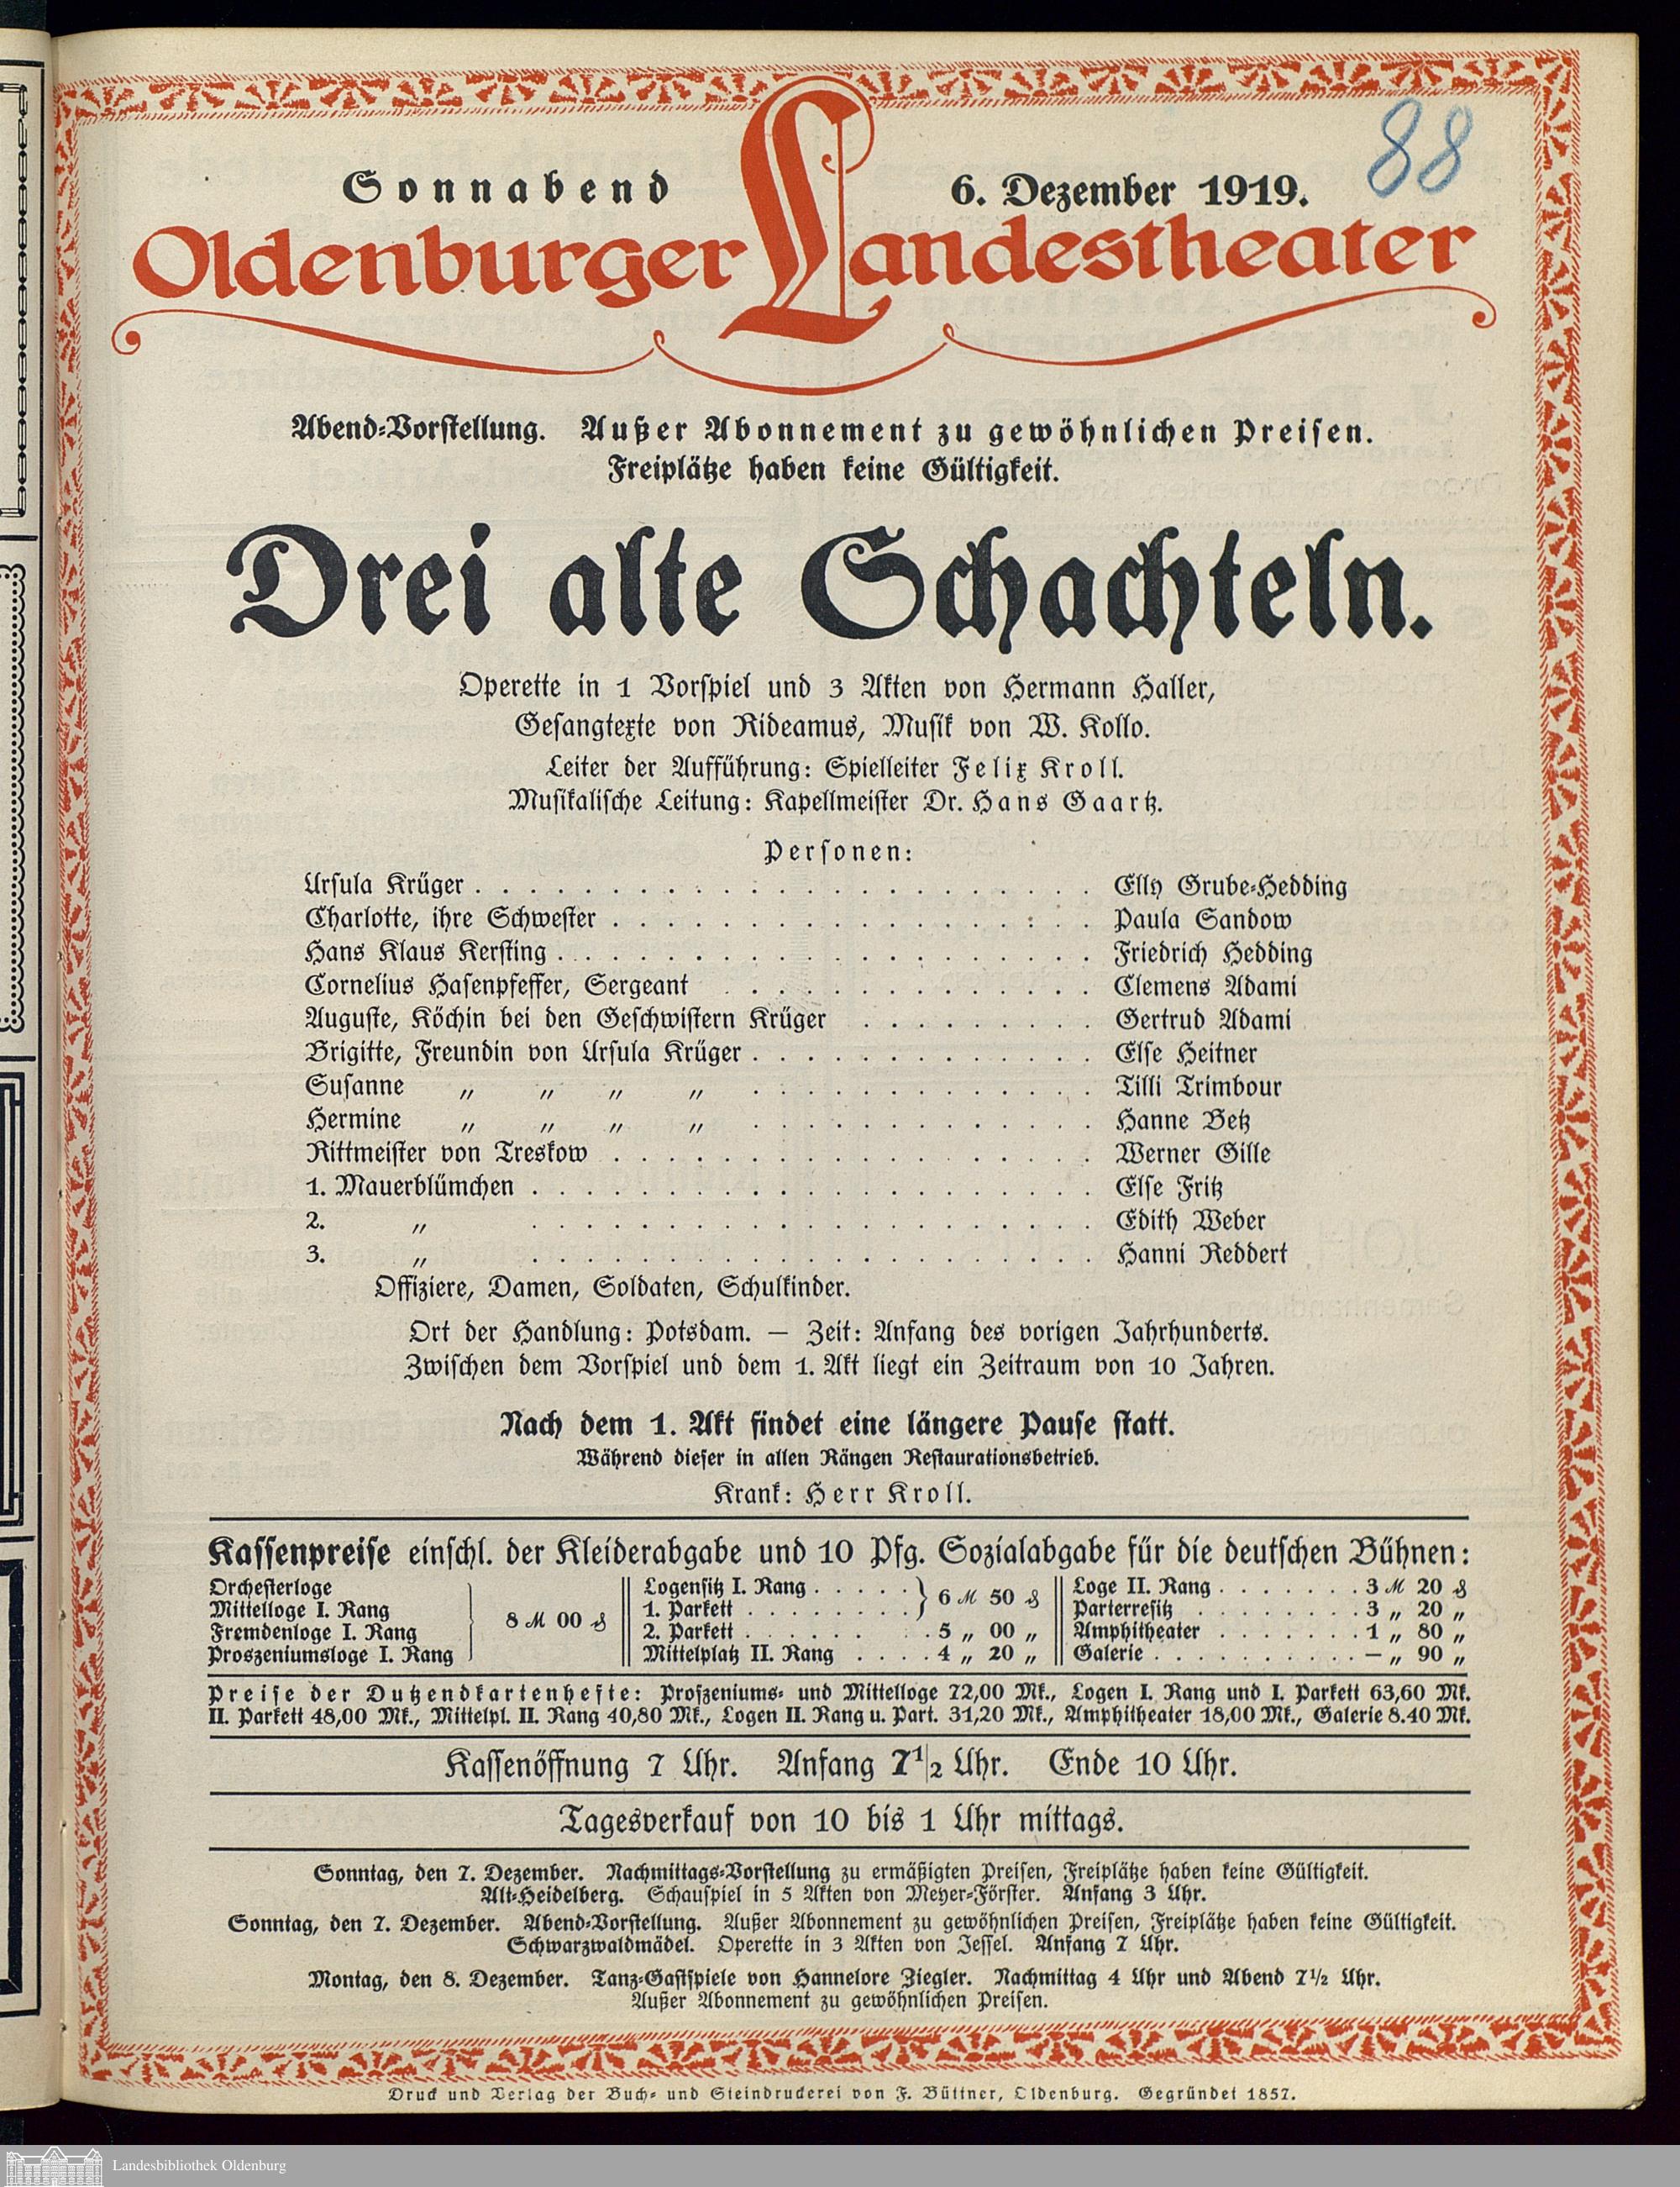 88
Sonnabend 6. Dezember 1919.
Oldenburger Landestheater
Abend-Vorstellung. Außer Abonnement zu gewöhnlichen Preisen.
Freiplätze haben keine Gültigkeit.
Drei alte Schachteln.
Operette in 1 Vorspiel und 3 Akten von Hermann Haller,
Gesangtexte von Rideamus, Musik von W. Kollo.
Leiter der Aufführung: Spielleiter Felix Kroll.
Musikalische Leitung: Kapellmeister Dr. Hans Gaartz.
Personen:
Ursula Krüger . . . . . . . . . . Elly Grube-Hedding
Charlotte, ihre Schwester . . . . . . . . . . Paula Sandow
Hans Klaus Kersting . . . . . . . . . . Friedrich Hedding
Cornelius Hasenpfeffer, Sergeant . . . . . . . . . . Clemens Adami
Auguste, Köchin bei den Geschwistern Krüger . . . . . . . . . Gertrud Adami
Brigitte, Freundin von Ursula Krüger . . . . . . . . . . Else Heitner
Susanne „ „ „ „ . . . . . . . . . . Tilli Trimbour
Hermine „ „ „ „ . . . . . . . . . . Hanne Betz
Rittmeister von Treskow . . . . . . . . . . Werner Gille
1. Mauerblümchen . . . . . . . . . . Else Fritz
2. „ . . . . . . . . . . Edith Weber
3. „ . . . . . . . . . . Hanni Reddert
Offiziere, Damen, Soldaten, Schulkinder.
Ort der Handlung: Potsdam. — Zeit: Anfang des vorigen Jahrhunderts.
Zwischen dem Vorspiel und dem 1. Akt liegt ein Zeitraum von 10 Jahren.
Nach dem 1. Akt findet eine längere Pause statt.
Während dieser in allen Rängen Restaurationsbetrieb.
Krank: Herr Kroll.
Kassenpreise einschl. der Kleiderabgabe und 10 Pfg. Sozialabgabe für die deutschen Bühnen:
Orchesterloge
Mittelloge I. Rang
Fremdenloge I. Rang
Proszeniumsloge I. Rang
8 ℳ 00 ₰
Logensitz I. Rang . . . . .
1. Parkett . . . . . . . .
6 ℳ 50 ₰
2. Parkett . . . . . . . . 5 „ 00 „
Mittelplatz II. Rang . . . . 4 „ 20 „
Loge II. Rang . . . . . . . 3 ℳ 20 ₰
Parterresitz . . . . . . . . 3 „ 20 „
Amphitheater . . . . . . . 1 „ 80 „
Galerie . . . . . . . . . . — „ 90 „
Preise der Dutzendkartenhefte: Proszeniums- und Mittelloge 72,00 Mk., Logen I. Rang und I. Parkett 63,60 Mk.
II. Parkett 48,00 Mk., Mittelpl. II. Rang 40,80 Mk., Logen II. Rang u. Part. 31,20 Mk., Amphitheater 18,00 Mk., Galerie 8.40 Mk.
Kassenöffnung 7 Uhr. Anfang 7 1/2 Uhr. Ende 10 Uhr.
Tagesverkauf von 10 bis 1 Uhr mittags.
Sonntag, den 7. Dezember. Nachmittags-Vorstellung zu ermäßigten Preisen, Freiplätze haben keine Gültigkeit.
Alt-Heidelberg. Schauspiel in 5 Akten von Meyer-Förster. Anfang 3 Uhr.
Sonntag, den 7. Dezember. Abend-Vorstellung. Außer Abonnement zu gewöhnlichen Preisen, Freiplätze haben keine Gültigkeit.
Schwarzwaldmädel. Operette in 3 Akten von Jessel. Anfang 7 Uhr.
Montag, den 8. Dezember. Tanz-Gastspiele von Hannelore Ziegler. Nachmittag 4 Uhr und Abend 7 1/2 Uhr.
Außer Abonnement zu gewöhnlichen Preisen.
Druck und Verlag der Buch- und Steindruckerei von F. Büttner, Oldenburg. Gegründet 1857.
Landesbibliothek Oldenburg